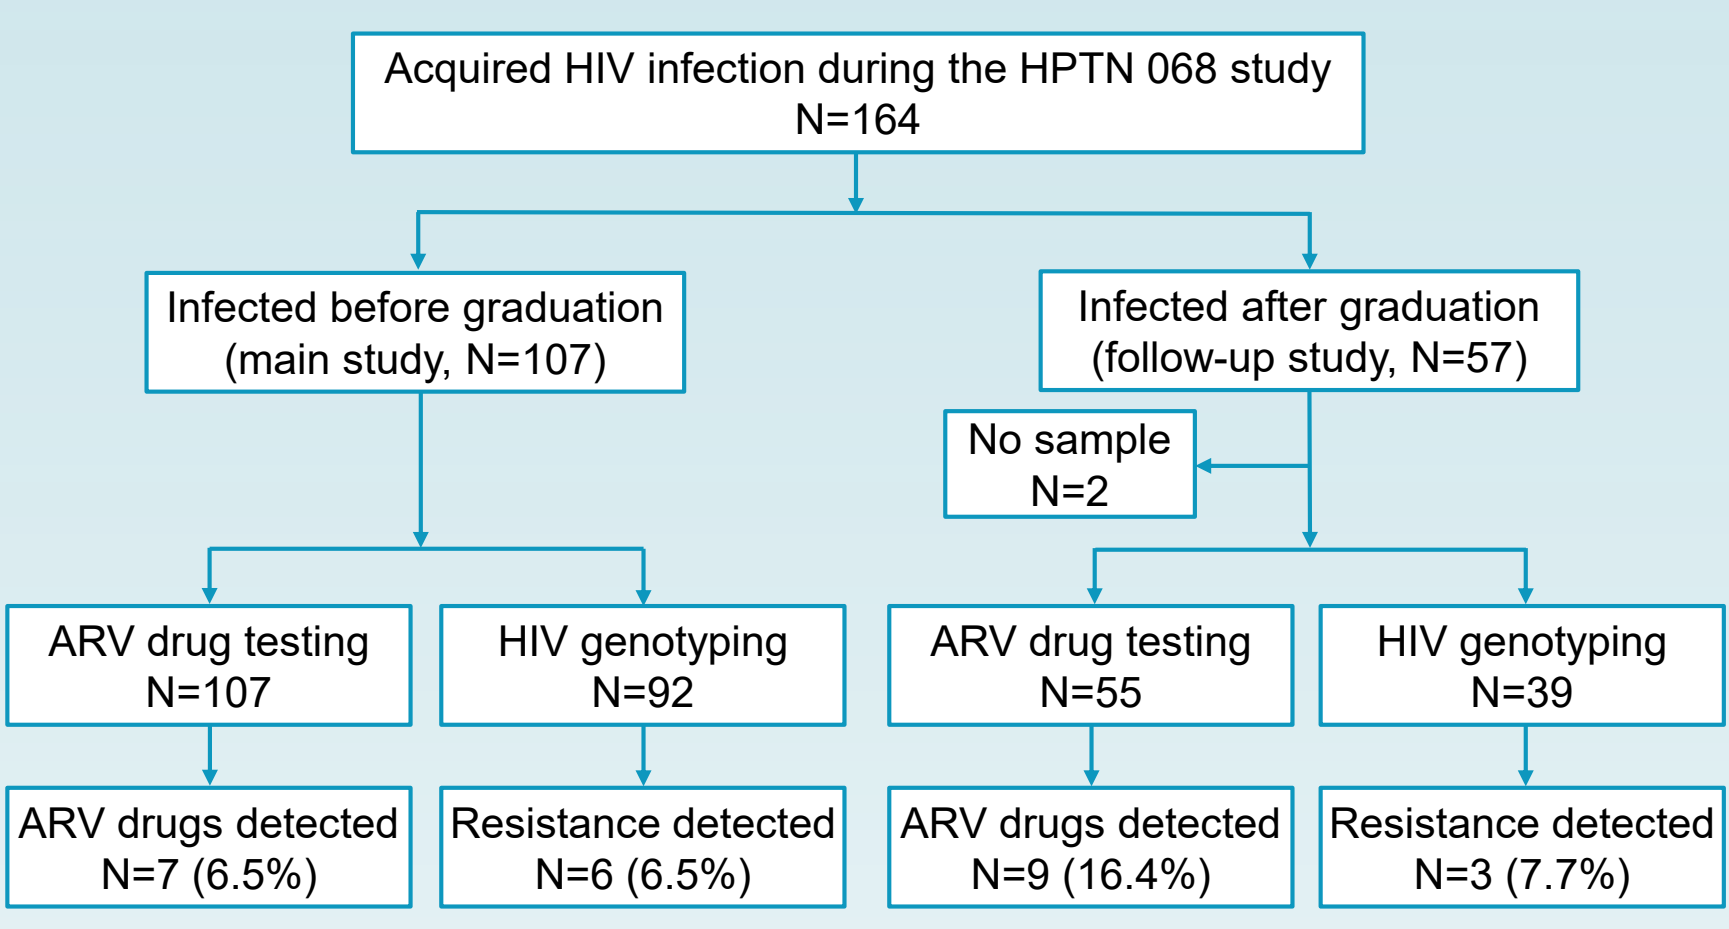 Acquired HIV infection during the HPTN 068 study
N=164
Infected before graduation
(main study, N=107)
Infected after graduation
(follow-up study, N=57)
No sample
N=2
ARV drug testing
N=107
HIV genotyping
N=92
ARV drug testing
N=55
HIV genotyping
N=39
ARV drugs detected
N=7 (6.5%)
Resistance detected
N=6 (6.5%)
ARV drugs detected
N=9 (16.4%)
Resistance detected
N=3 (7.7%)